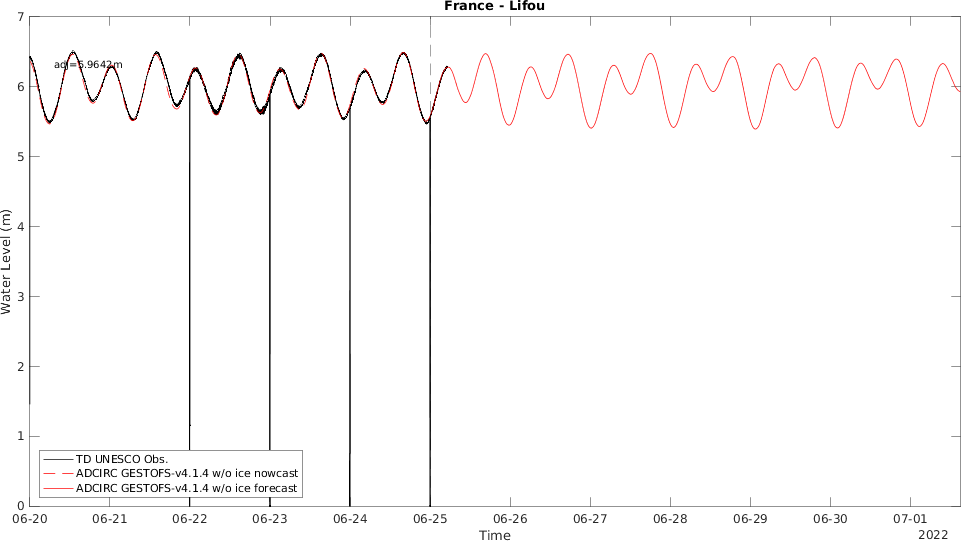 France - Lifou
7
6
5
4
3
2
1
0
Water Level (m)
adj=5.9642m
TD UNESCO Obs.
ADCIRC GESTOFS-v4.1.4 w/o ice nowcast
ADCIRC GESTOFS-v4.1.4 w/o ice forecast
06-20 06-21 06-22 06-23 06-24 06-25 06-26 06-27 06-28 06-29 06-30 07-01
Time
2022